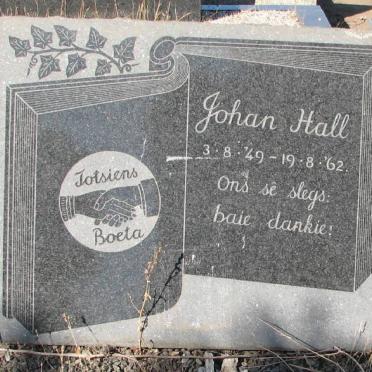 Totsiens
Boeta
Johan Hall
3·8·'49 - 19·8·'62.
Ons sê slegs:
baie dankie!